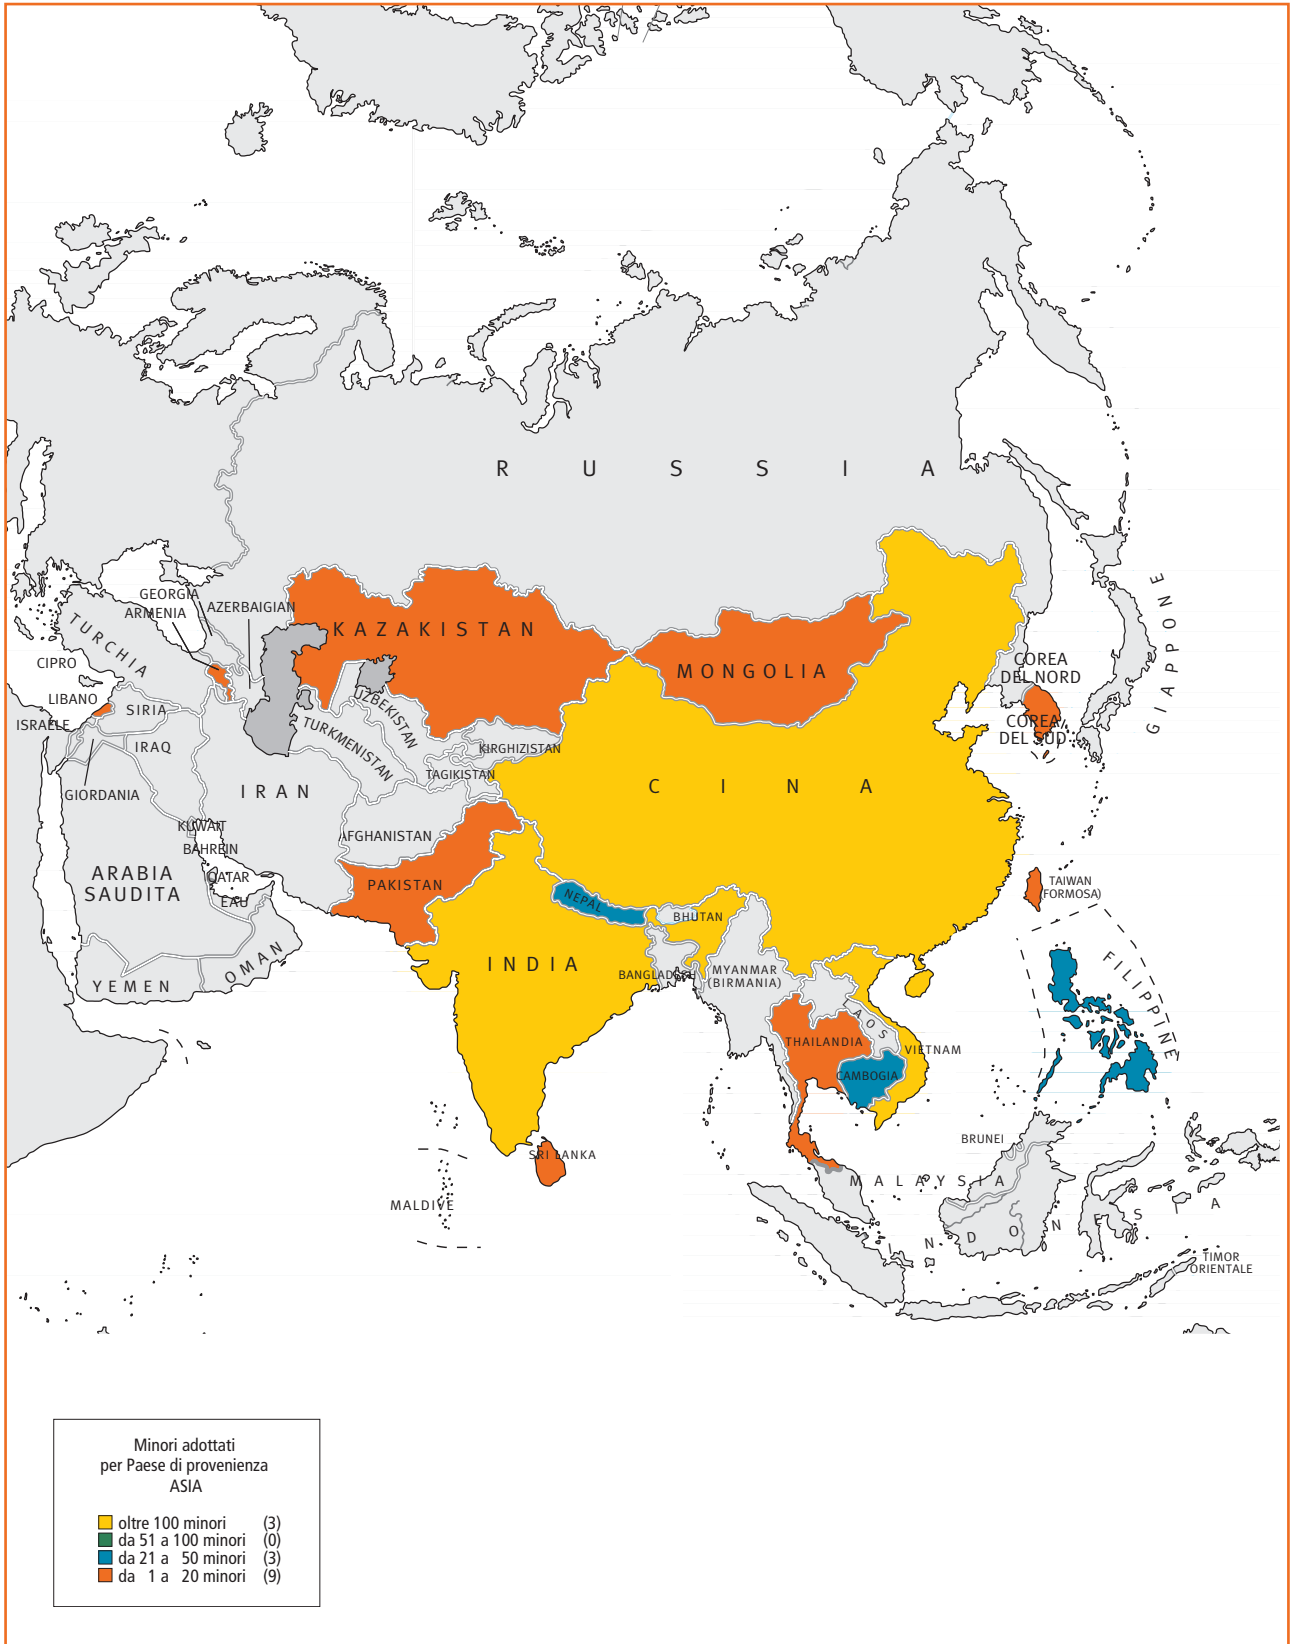 R U S S I A
GEORGIA
ARMENIA
AZERBAIGIAN
TURCHIA
KAZAKISTAN
MONGOLIA
GIAPPONE
CIPRO
COREA
DEL NORD
LIBANO
SIRIA
ISRAELE
UZBEKISTAN
COREA
DEL SUD
TURKMENISTAN
IRAQ
KIRGHIZISTAN
TAGIKISTAN
GIORDANIA
IRAN
C I N A
KUWAIT
AFGHANISTAN
BAHREIN
ARABIA
SAUDITA
QATAR
PAKISTAN
TAIWAN
(FORMOSA)
EAU
NEPAL
BHUTAN
OMAN
INDIA
BANGLADESH
MYANMAR
(BIRMANIA)
FILIPPINE
YEMEN
AOS
THAILANDIA
VIETNAM
CAMBOGIA
BRUNEI
SRI LANKA
MALAYSIA
MALDIVE
INDONESIA
TIMOR
ORIENTALE
Minori adottati
per Paese di provenienza
ASIA
oltre 100 minori (3)
da 51 a 100 minori (0)
da 21 a 50 minori (3)
da 1 a 20 minori (9)